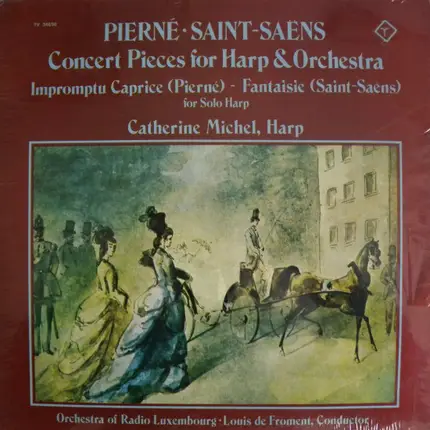 PIERNÉ · SAINT-SAËNS
Concert Pieces for Harp & Orchestra
Impromptu Caprice (Pierné) - Fantaisie (Saint-Saëns)
for Solo Harp
Catherine Michel, Harp
Orchestra of Radio Luxembourg · Louis de Froment, Conductor